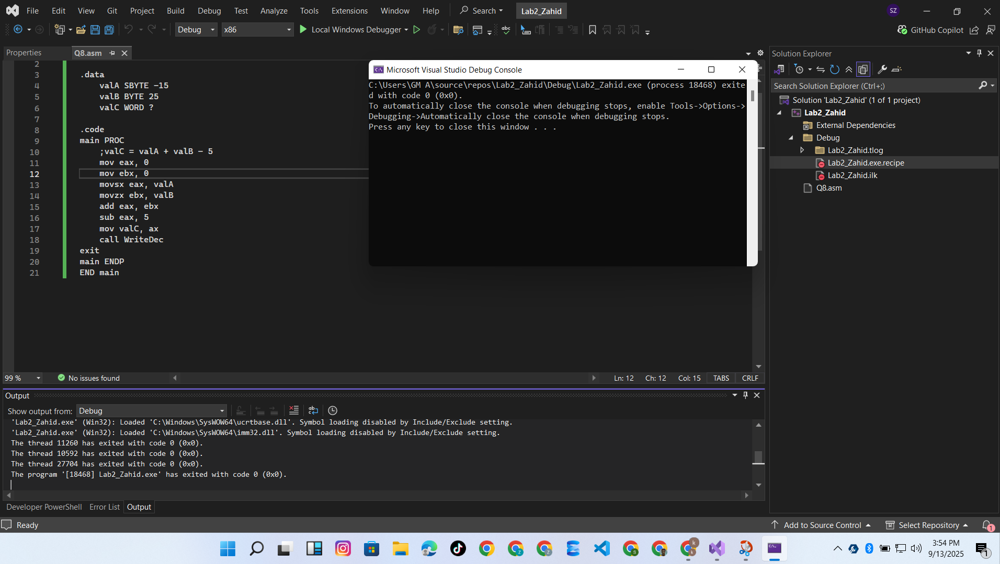 File Edit View Git Project Build Debug Test Analyze Tools Extensions Window Help Search Lab2_Zahid SZ
Debug x86 Local Windows Debugger GitHub Copilot
Properties Q8.asm
2
3 .data
4 valA SBYTE -15
5 valB BYTE 25
6 valC WORD ?
7
8 .code
9 main PROC
10 ;valC = valA + valB - 5
11 mov eax, 0
12 mov ebx, 0
13 movsx eax, valA
14 movzx ebx, valB
15 add eax, ebx
16 sub eax, 5
17 mov valC, ax
18 call WriteDec
19 exit
20 main ENDP
21 END main
Microsoft Visual Studio Debug Console
C:\Users\GM A\source\repos\Lab2_Zahid\Debug\Lab2_Zahid.exe (process 18468) exite
d with code 0 (0x0).
To automatically close the console when debugging stops, enable Tools->Options->
Debugging->Automatically close the console when debugging stops.
Press any key to close this window . . .
Solution Explorer
Search Solution Explorer (Ctrl+;)
Solution 'Lab2_Zahid' (1 of 1 project)
Lab2_Zahid
External Dependencies
Debug
Lab2_Zahid.tlog
Lab2_Zahid.exe.recipe
Lab2_Zahid.ilk
Q8.asm
99 % No issues found Ln: 12 Ch: 12 Col: 15 TABS CRLF
Output
Show output from: Debug
'Lab2_Zahid.exe' (Win32): Loaded 'C:\Windows\SysWOW64\ucrtbase.dll'. Symbol loading disabled by Include/Exclude setting.
'Lab2_Zahid.exe' (Win32): Loaded 'C:\Windows\SysWOW64\imm32.dll'. Symbol loading disabled by Include/Exclude setting.
The thread 11260 has exited with code 0 (0x0).
The thread 10592 has exited with code 0 (0x0).
The thread 27704 has exited with code 0 (0x0).
The program '[18468] Lab2_Zahid.exe' has exited with code 0 (0x0).
Developer PowerShell Error List Output
Ready Add to Source Control Select Repository 1
3:54 PM
9/13/2025
1